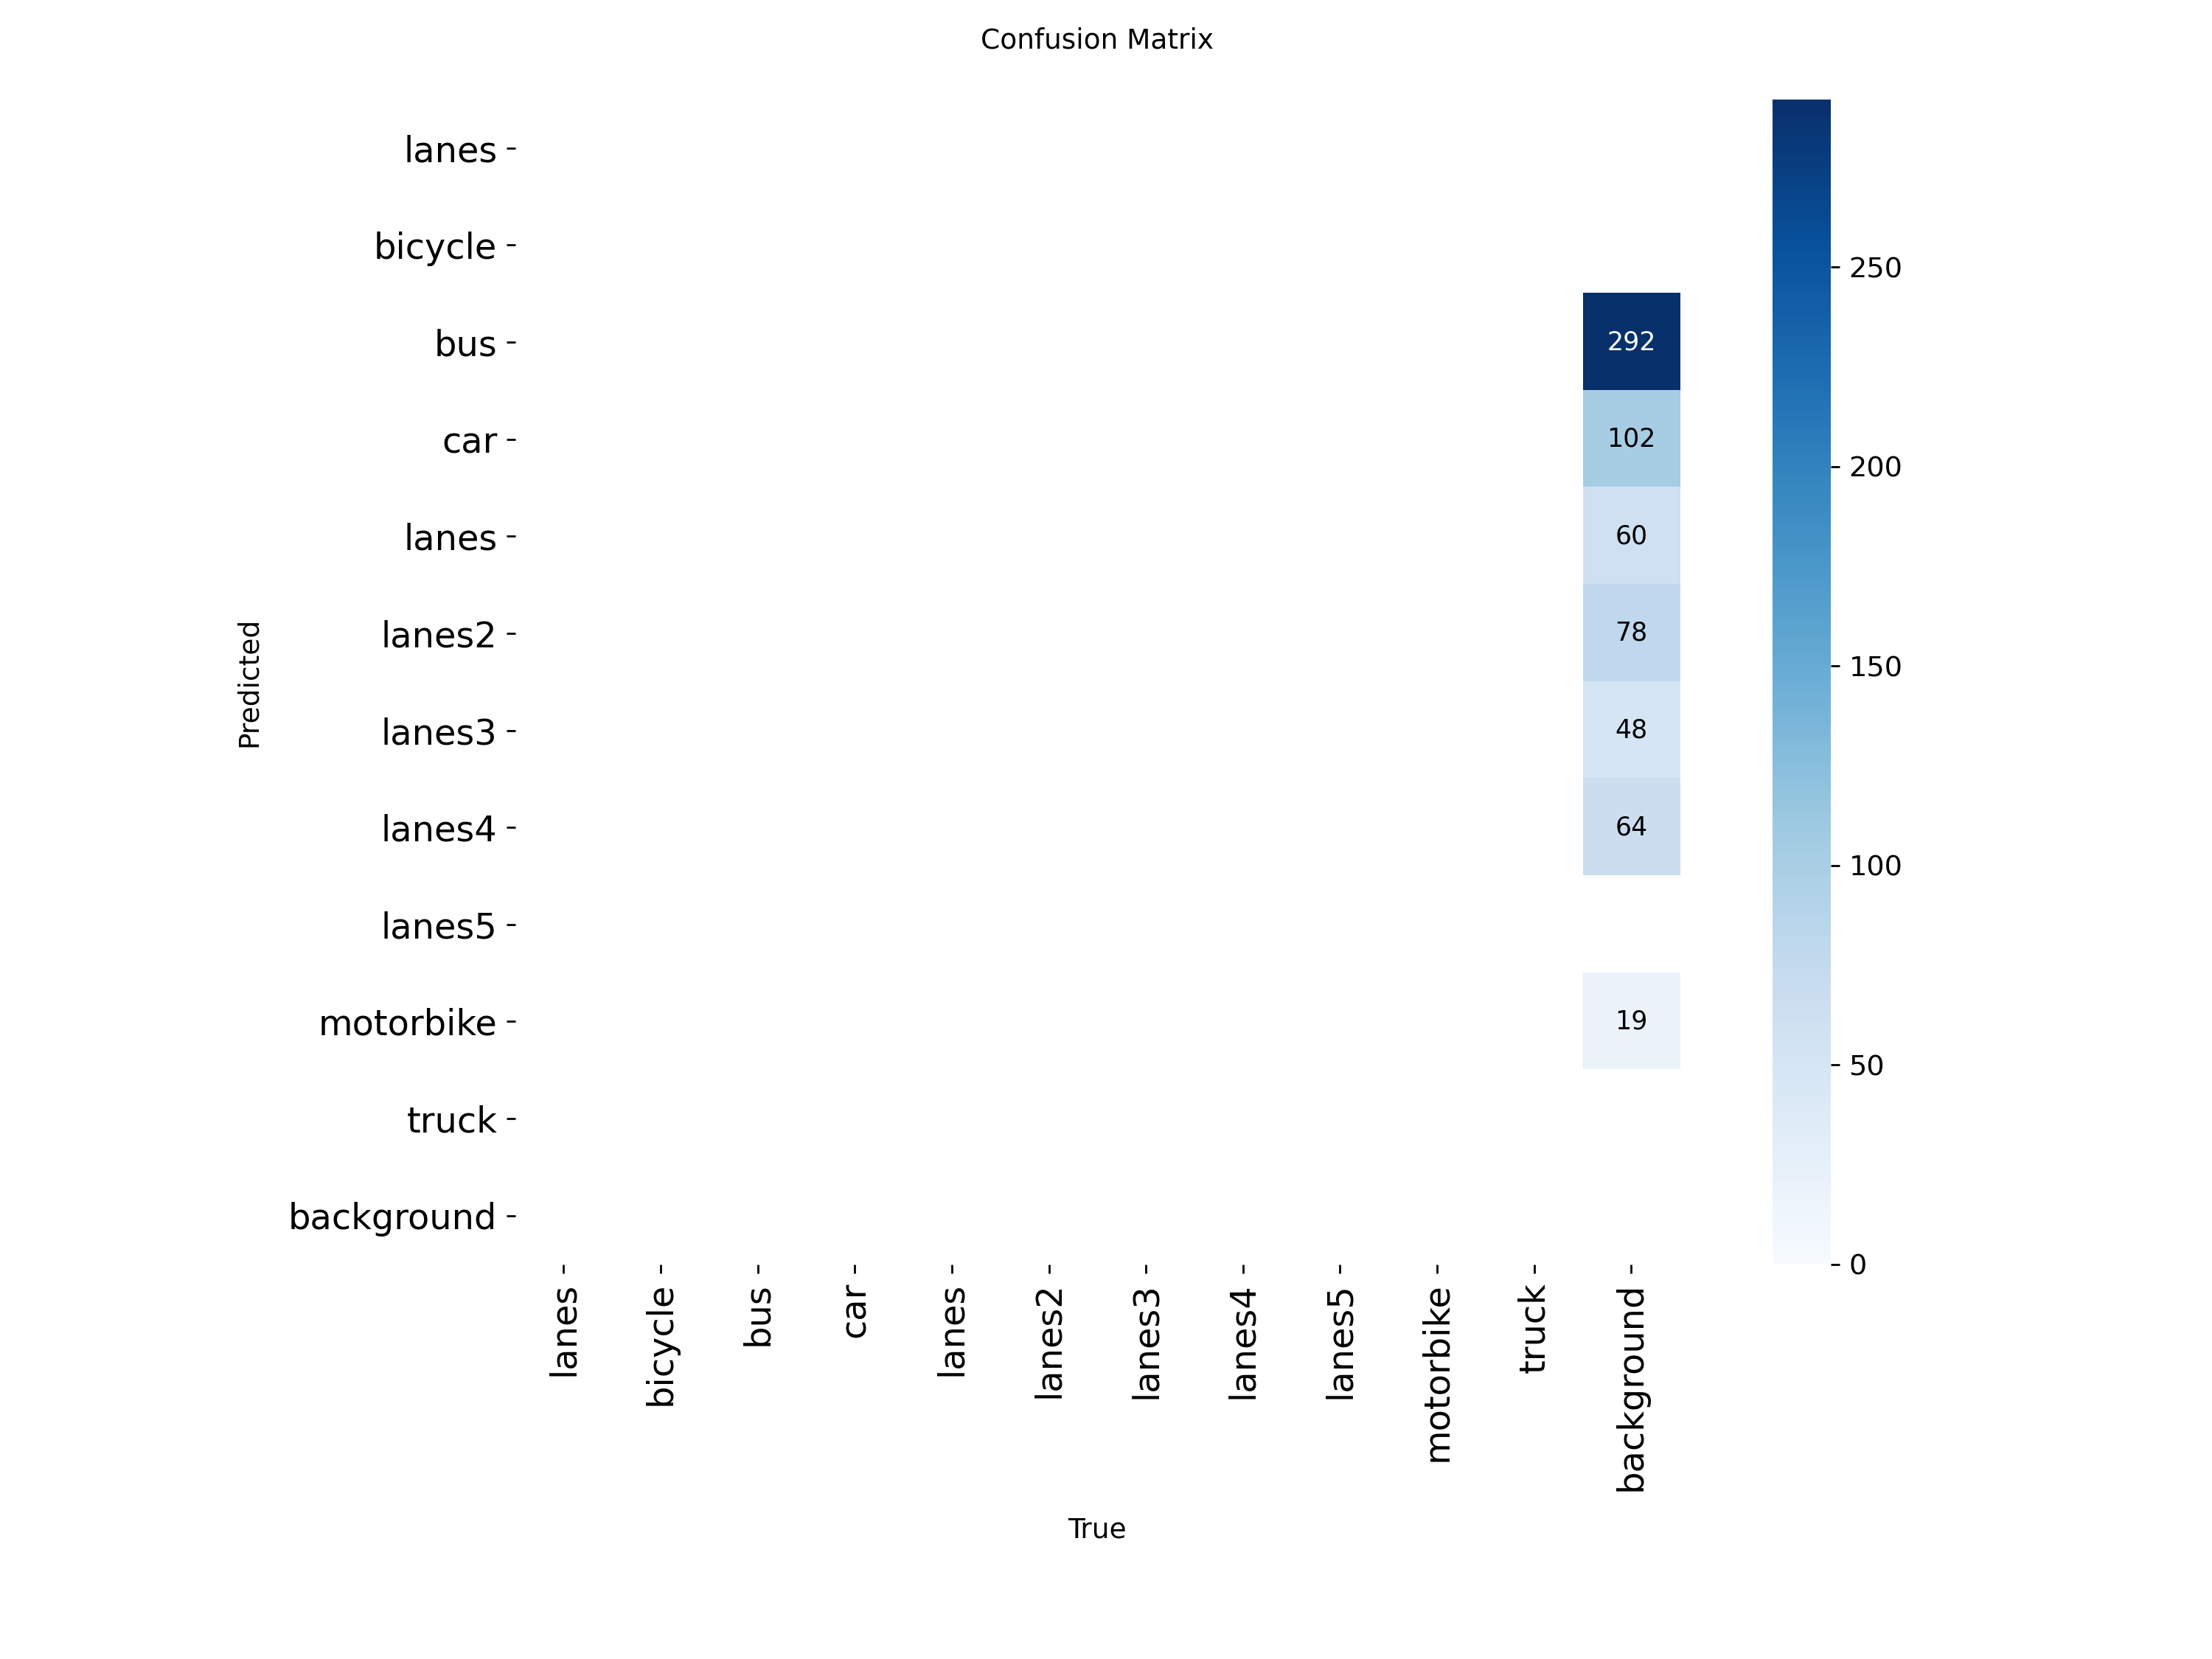 Confusion Matrix
lanes
bicycle
bus
car
lanes
lanes2
lanes3
lanes4
lanes5
motorbike
truck
background
Predicted
292
102
60
78
48
64
19
lanes
bicycle
bus
car
lanes
lanes2
lanes3
lanes4
lanes5
motorbike
truck
background
True
250
200
150
100
50
0